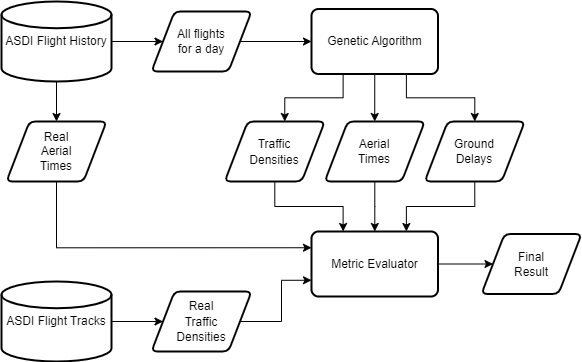 ASDI Flight History
All flights
for a day
Genetic Algorithm
Real
Aerial
Times
Traffic
Densities
Aerial
Times
Ground
Delays
Metric Evaluator
Final
Result
ASDI Flight Tracks
Real
Traffic
Densities